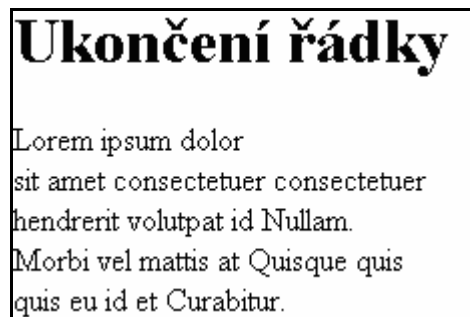 Ukončení řádky
Lorem ipsum dolor
sit amet consectetuer consectetuer
hendrerit volutpat id Nullam.
Morbi vel mattis at Quisque quis
quis eu id et Curabitur.